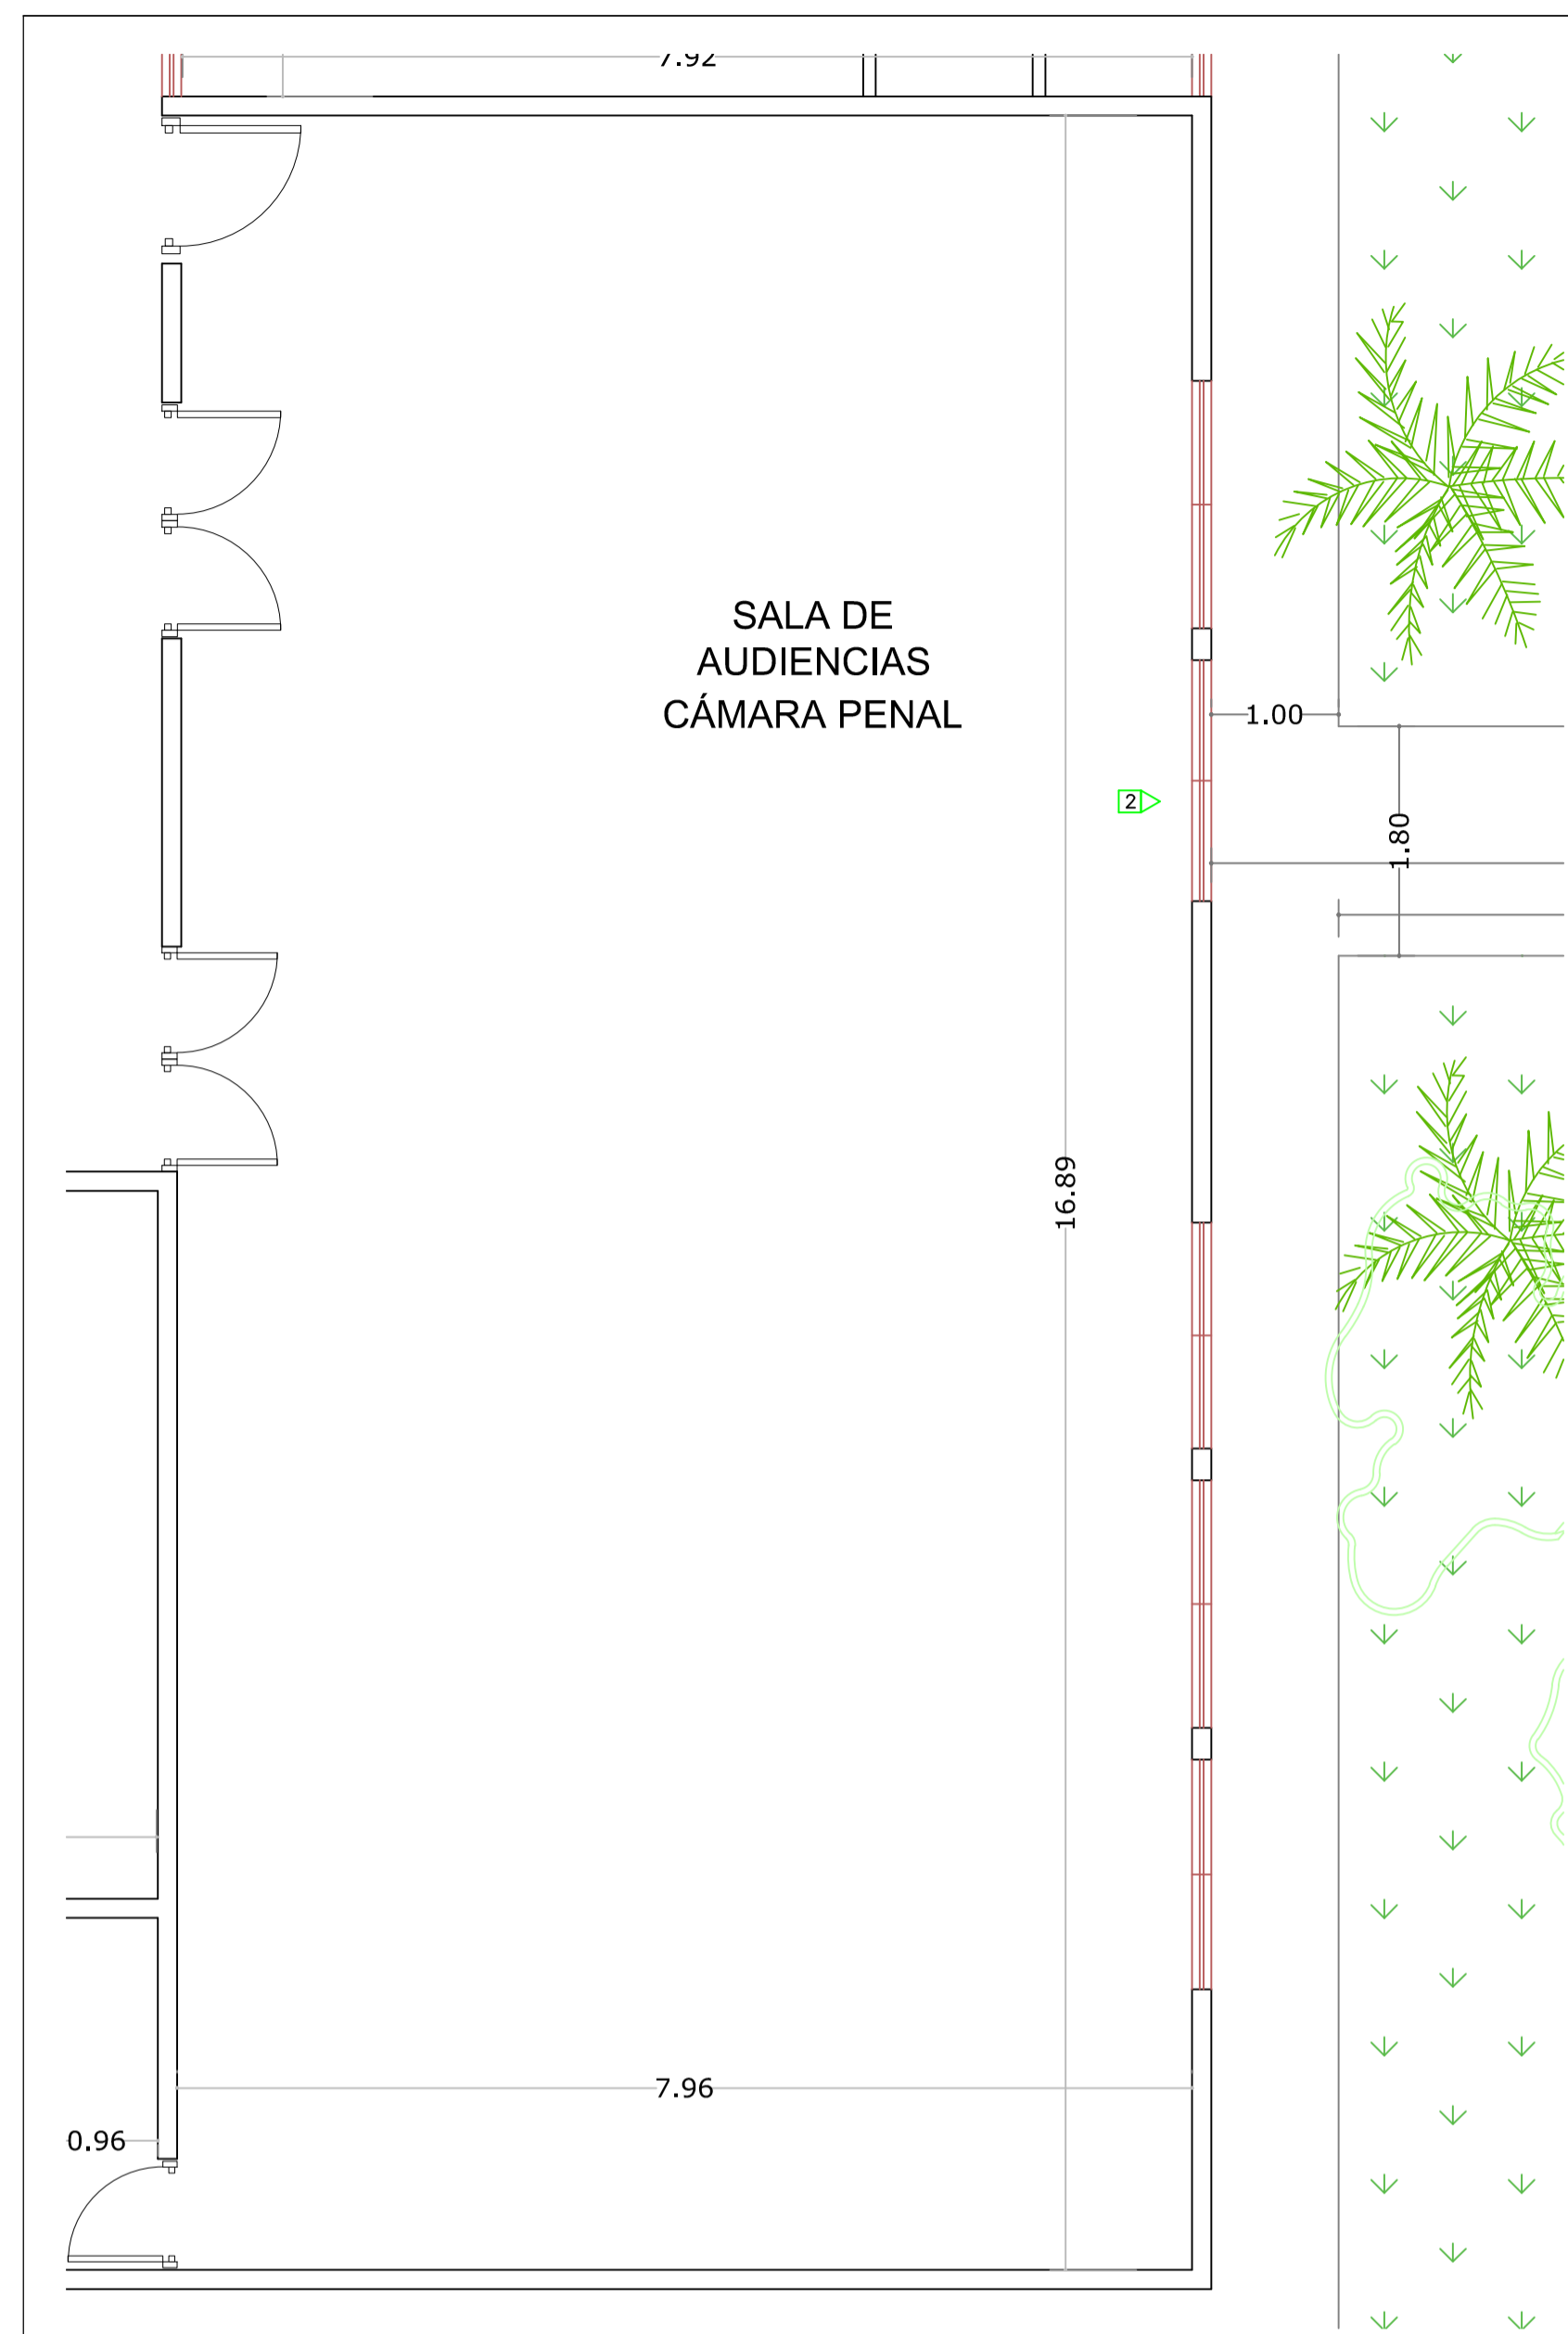 7.92
SALA DE
AUDIENCIAS
CÁMARA PENAL
1.00
2
1.80
16.89
7.96
0.96